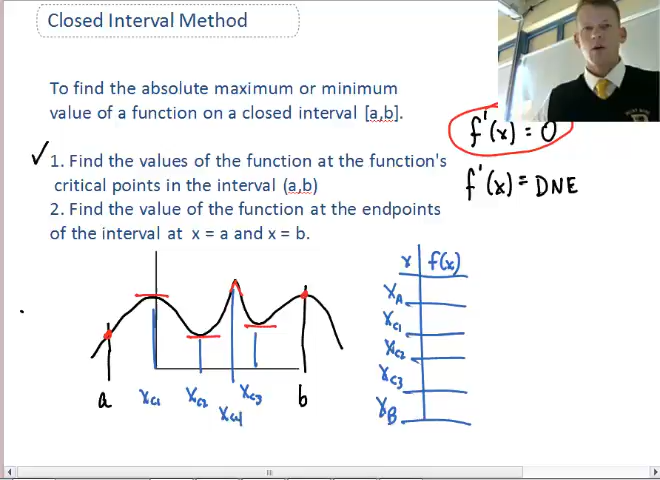 Closed Interval Method
To find the absolute maximum or minimum
value of a function on a closed interval [a,b].
f'(x) = 0
1. Find the values of the function at the function's
critical points in the interval (a,b)
f'(x) = DNE
2. Find the value of the function at the endpoints
of the interval at x = a and x = b.
x f(x)
xA
xc1
xc2
xc3
xB
a xc1 xc2 xc4 xc3 b